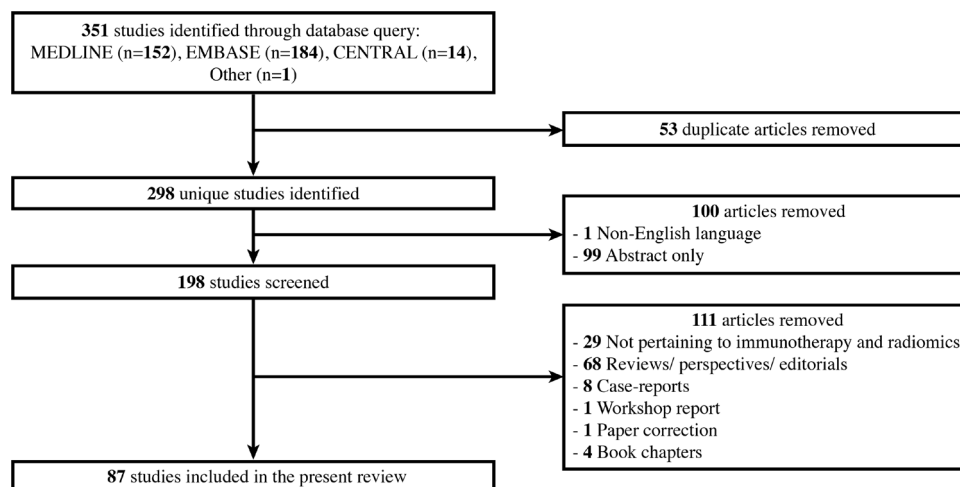 351 studies identified through database query:
MEDLINE (n=152), EMBASE (n=184), CENTRAL (n=14),
Other (n=1)
53 duplicate articles removed
298 unique studies identified
100 articles removed
- 1 Non-English language
- 99 Abstract only
198 studies screened
111 articles removed
- 29 Not pertaining to immunotherapy and radiomics
- 68 Reviews/ perspectives/ editorials
- 8 Case-reports
- 1 Workshop report
- 1 Paper correction
- 4 Book chapters
87 studies included in the present review